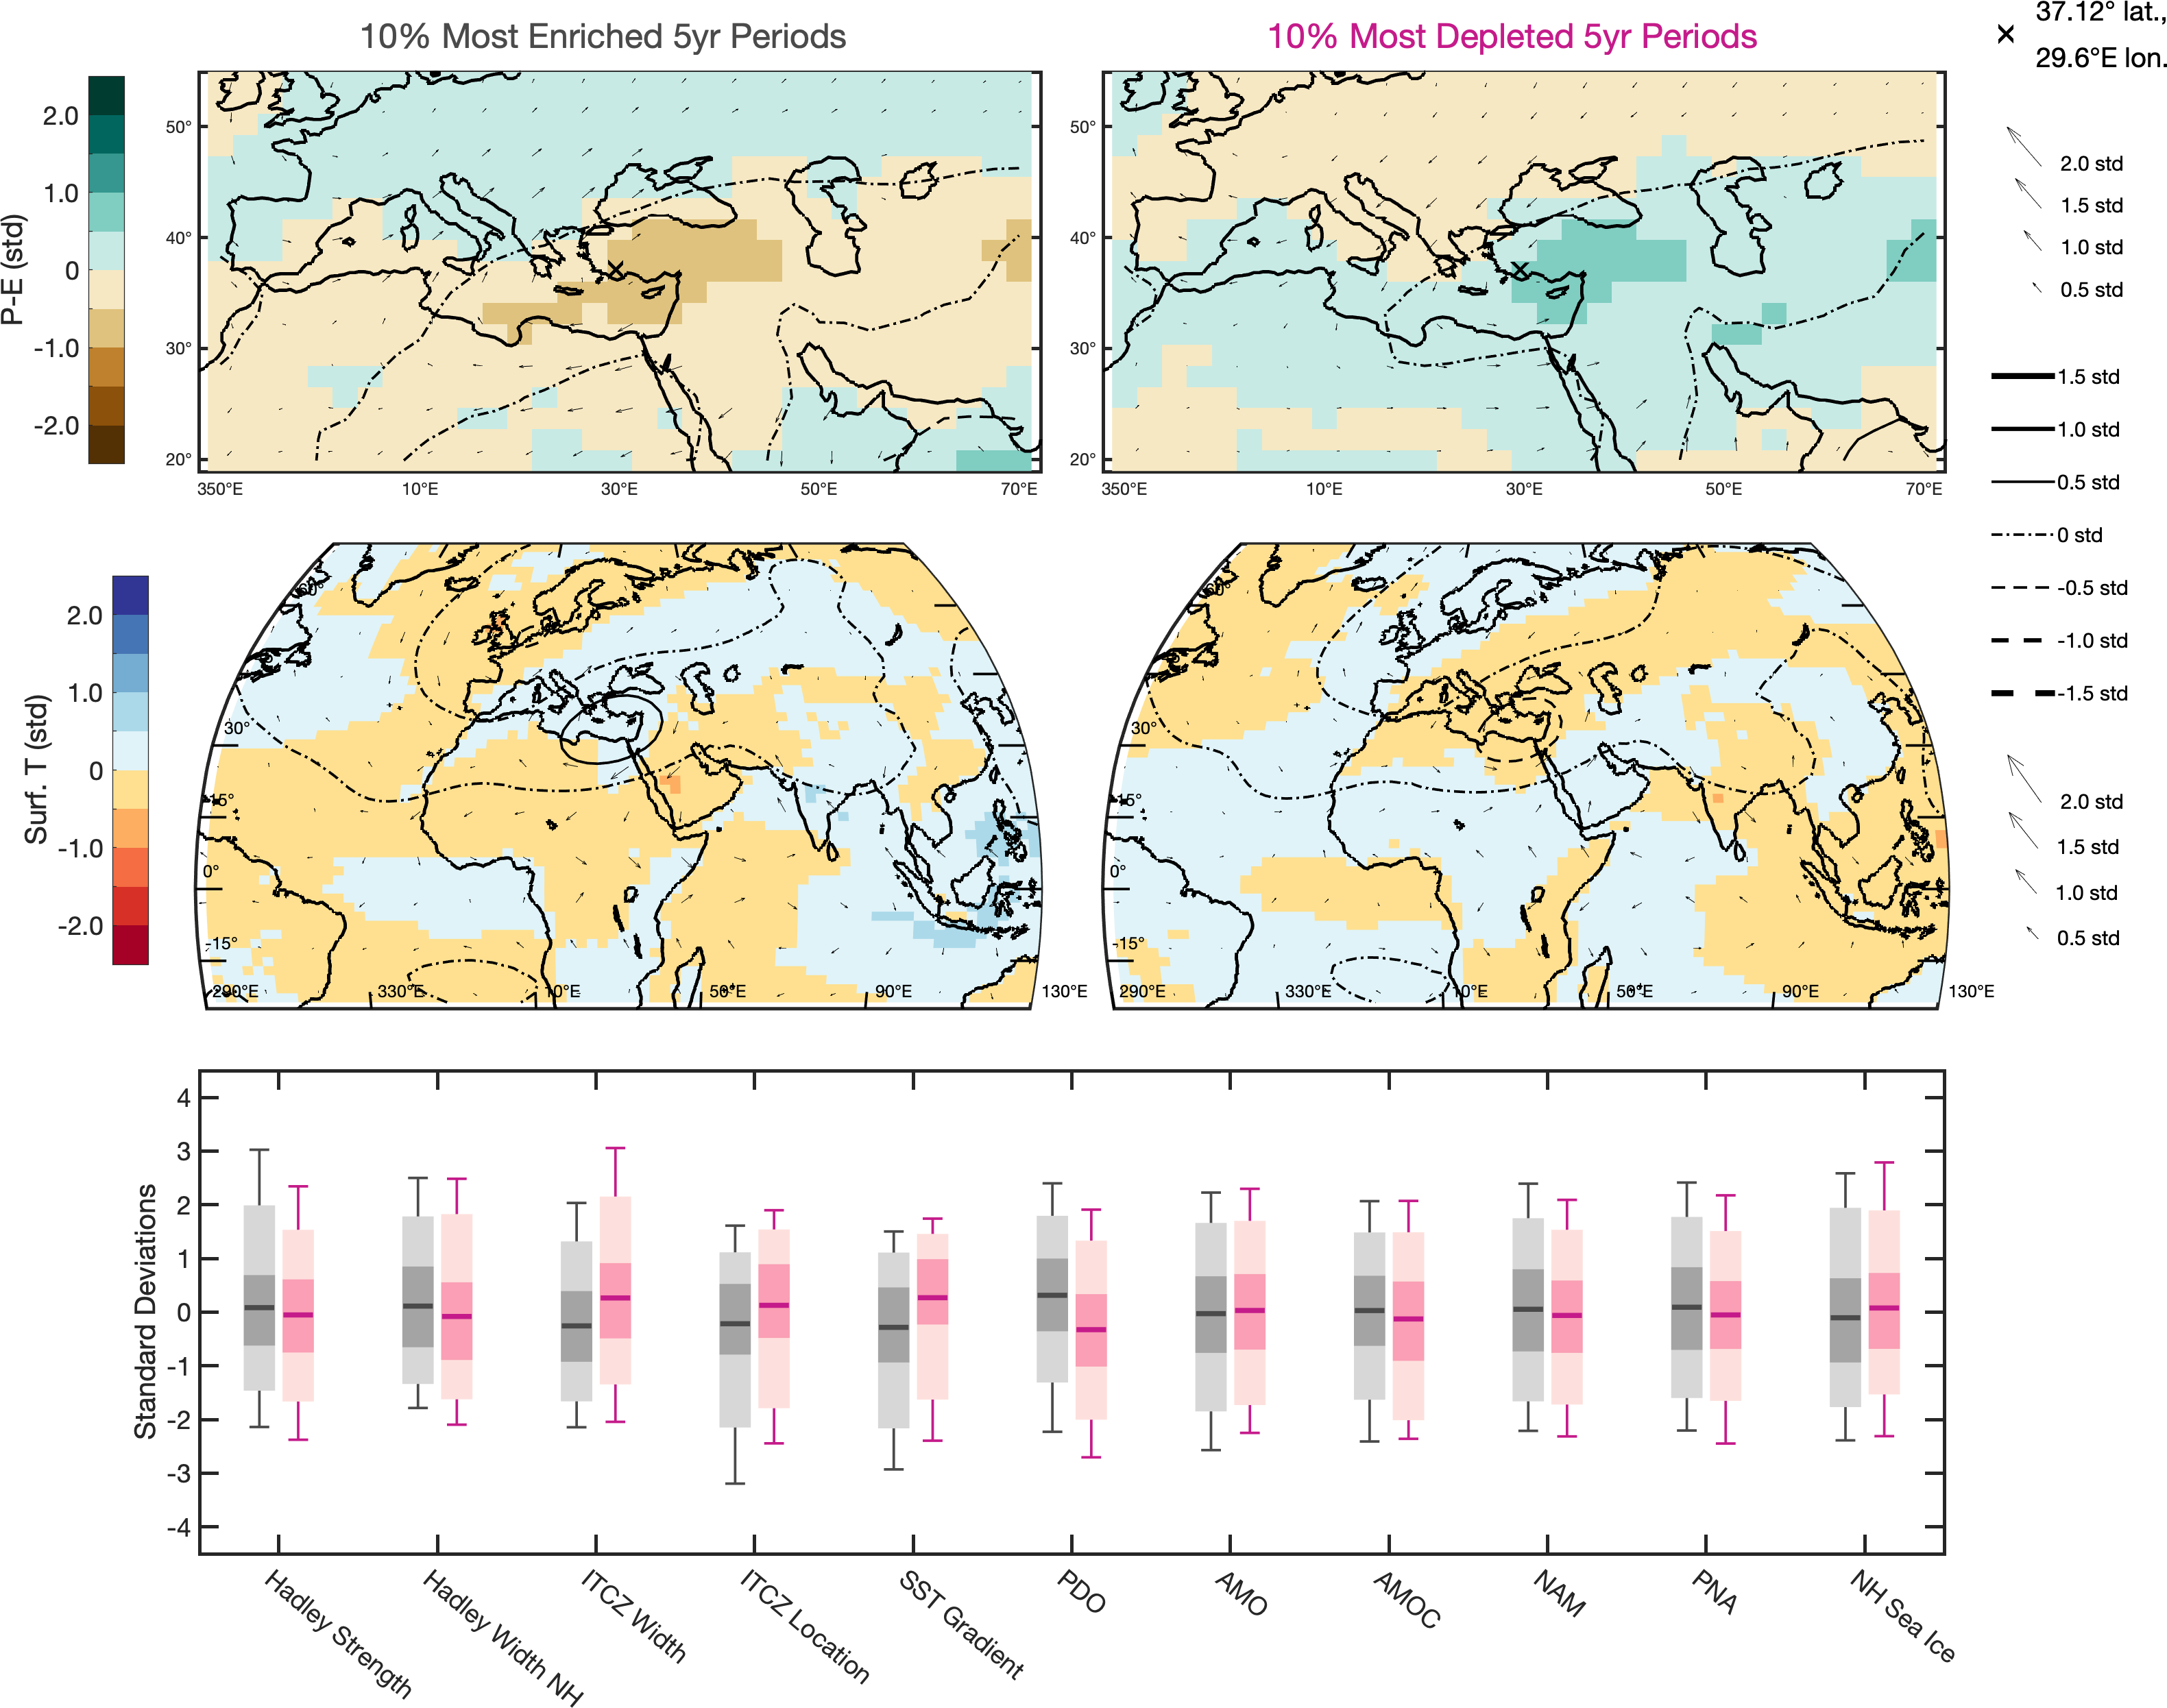 10% Most Enriched 5yr Periods
10% Most Depleted 5yr Periods
37.12° lat.,
29.6°E lon.
P-E (std)
2.0
1.0
0
-1.0
-2.0
50°
40°
30°
20°
350°E 10°E 30°E 50°E 70°E
50°
40°
30°
20°
350°E 10°E 30°E 50°E 70°E
2.0 std
1.5 std
1.0 std
0.5 std
1.5 std
1.0 std
0.5 std
0 std
-0.5 std
-1.0 std
-1.5 std
Surf. T (std)
2.0
1.0
0
-1.0
-2.0
60°
30°
15°
0°
-15°
290°E 330°E 10°E 50°E 90°E 130°E
60°
30°
15°
0°
-15°
290°E 330°E 10°E 50°E 90°E 130°E
2.0 std
1.5 std
1.0 std
0.5 std
Standard Deviations
4
3
2
1
0
-1
-2
-3
-4
Hadley Strength
Hadley Width NH
ITCZ Width
ITCZ Location
SST Gradient
PDO
AMO
AMOC
NAM
PNA
NH Sea Ice